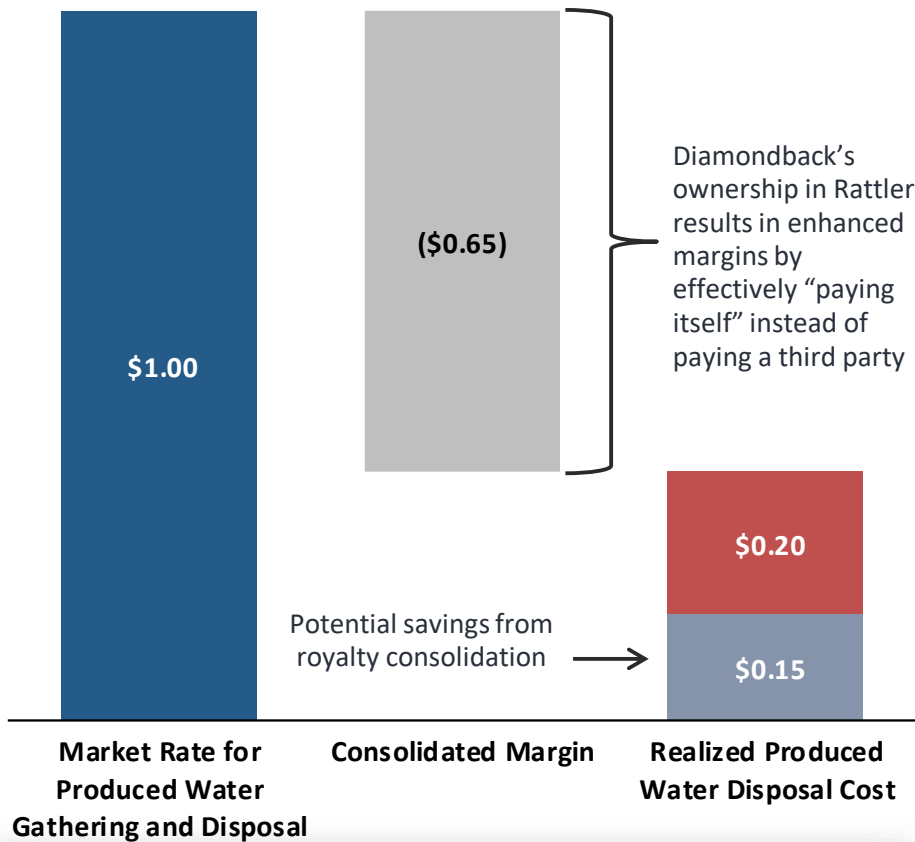 $1.00
($0.65)
Diamondback’s
ownership in Rattler
results in enhanced
margins by
effectively “paying
itself” instead of
paying a third party
$0.20
Potential savings from
royalty consolidation
$0.15
Market Rate for
Produced Water
Gathering and Disposal
Consolidated Margin
Realized Produced
Water Disposal Cost